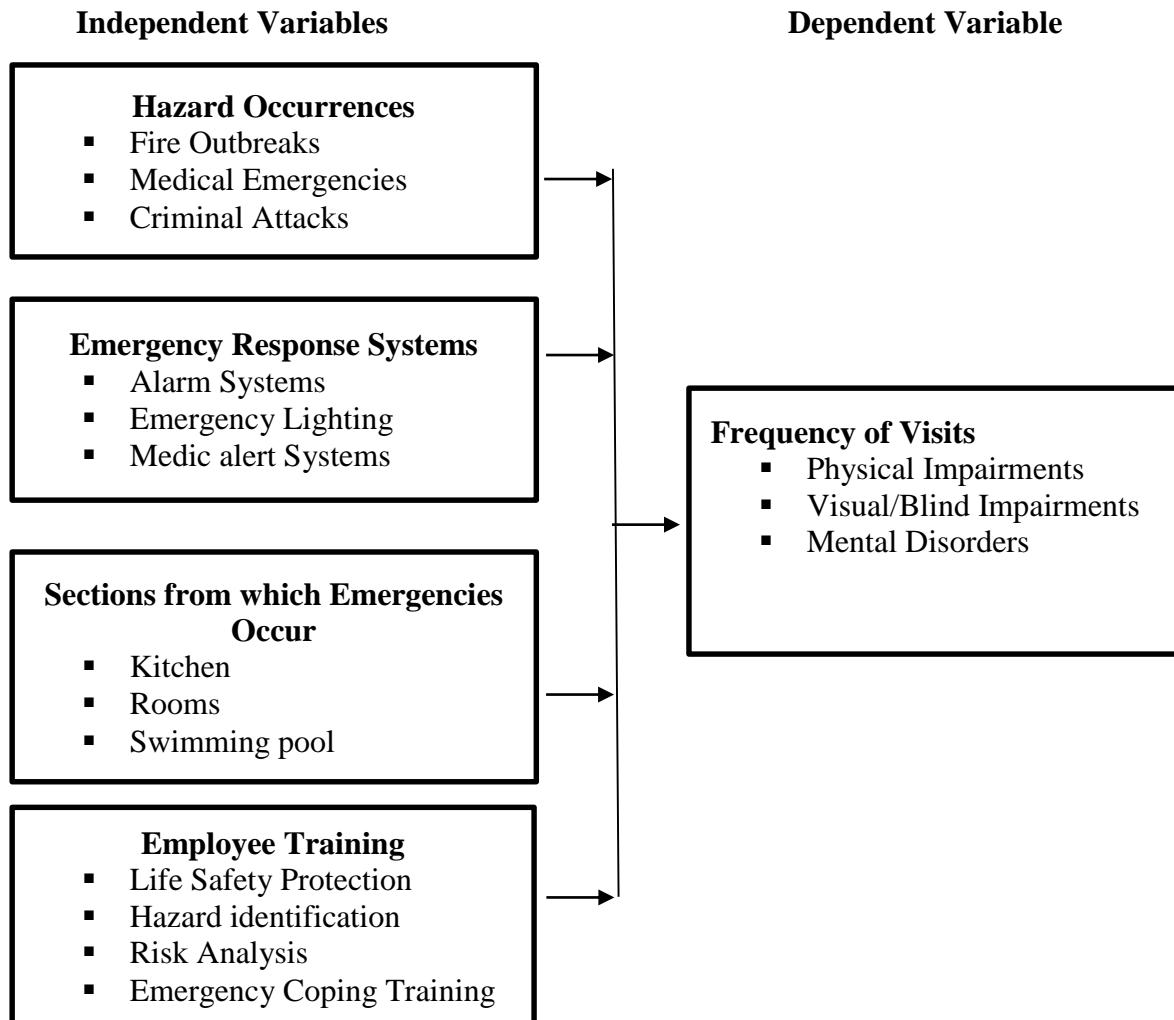 Independent Variables
Dependent Variable
Hazard Occurrences
▪ Fire Outbreaks
▪ Medical Emergencies
▪ Criminal Attacks
Emergency Response Systems
▪ Alarm Systems
▪ Emergency Lighting
▪ Medic alert Systems
Sections from which Emergencies
Occur
▪ Kitchen
▪ Rooms
▪ Swimming pool
Employee Training
▪ Life Safety Protection
▪ Hazard identification
▪ Risk Analysis
▪ Emergency Coping Training
Frequency of Visits
▪ Physical Impairments
▪ Visual/Blind Impairments
▪ Mental Disorders